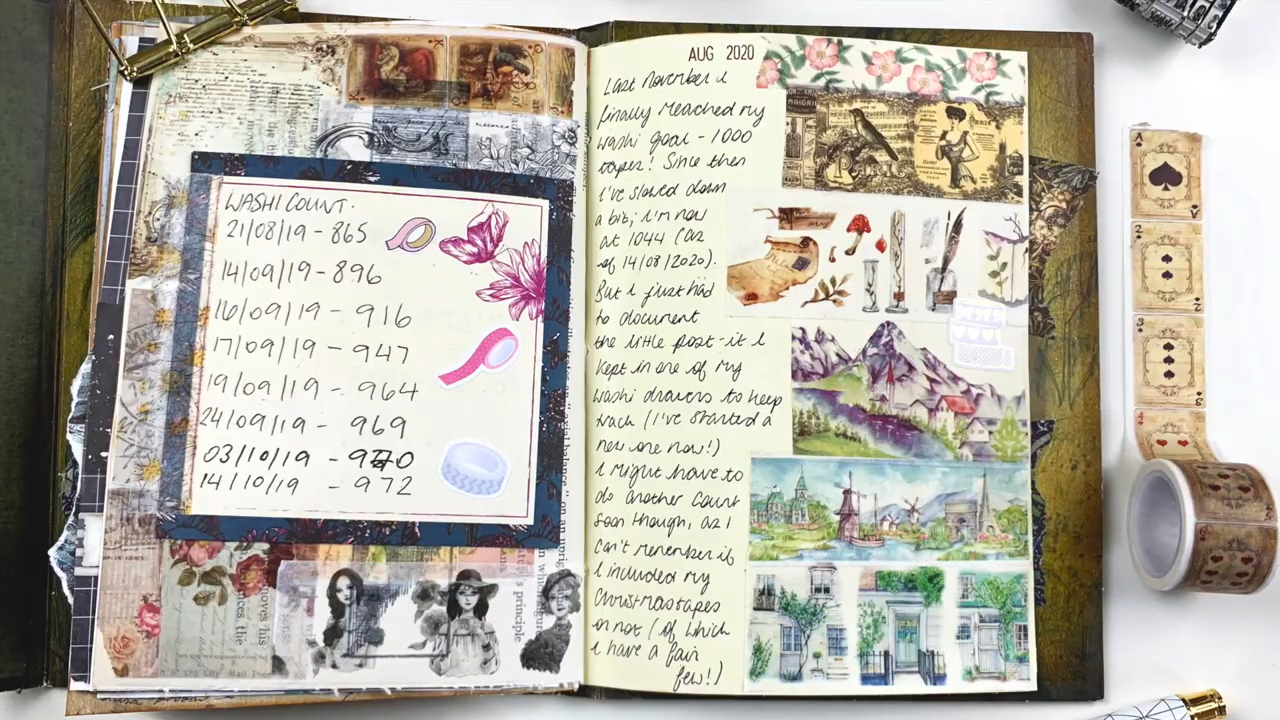 WASHI COUNT.
21/08/19 - 865
14/09/19 - 896
16/09/19 - 916
17/09/19 - 947
19/09/19 - 964
24/09/19 - 969
03/10/19 - 970
14/10/19 - 972
principle
AUG 2020
Last November I
finally reached my
washi goal - 1000
tapes! Since then
I've slowed down
a bit; I'm now
at 1044 (as
of 14/08/2020).
But I just had
to document
the little post-it I
kept in one of my
washi drawers to keep
track (I've started a
new one now!)
I might have to
do another count
soon though, as I
can't remember if
I included my
Christmas tapes
or not (of which
I have a fair
few!)
A
2
3
4